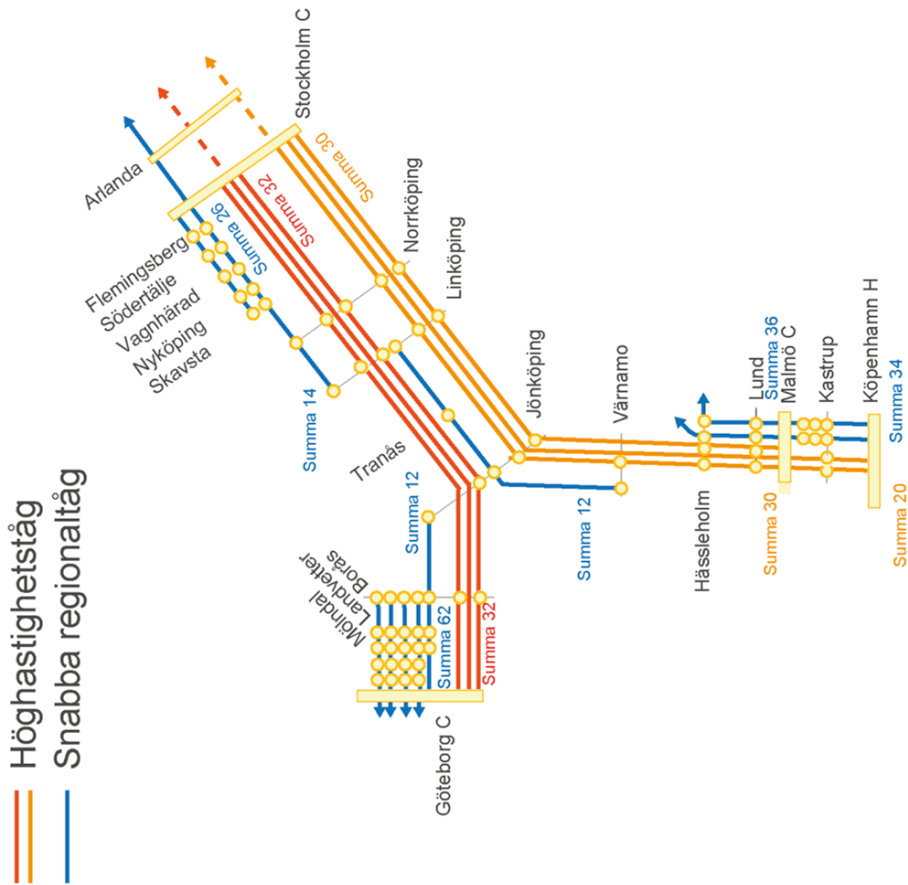 Höghastighetståg
Snabba regionaltåg
Arlanda
Stockholm C
Flemingsberg
Södertälje
Vagnhärad
Nyköping
Skavsta
Summa 26
Summa 32
Summa 30
Norrköping
Linköping
Summa 14
Tranås
Jönköping
Värnamo
Summa 12
Summa 12
Mölndal
Landvetter
Borås
Summa 62
Summa 32
Göteborg C
Hässleholm
Lund
Summa 36
Malmö C
Summa 30
Kastrup
Köpenhamn H
Summa 34
Summa 20